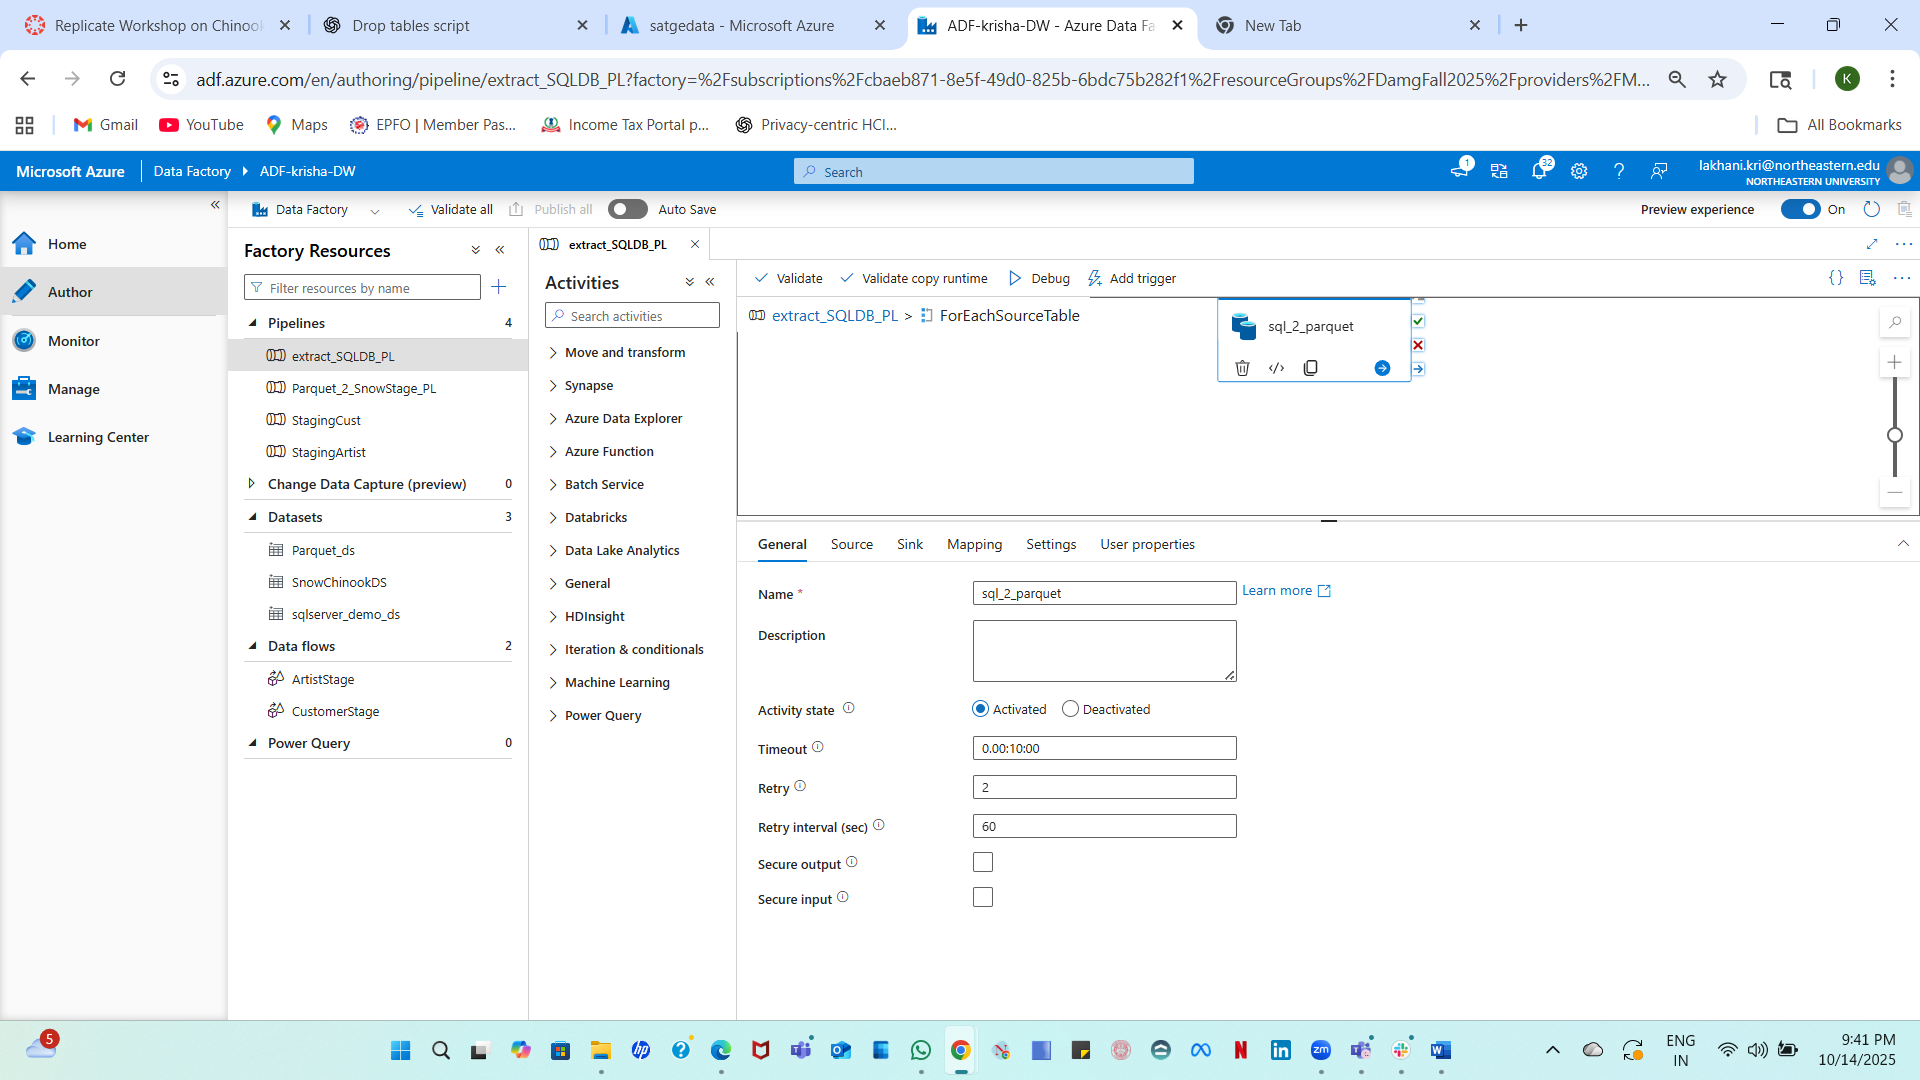 Replicate Workshop on Chinook
Drop tables script
satgedata - Microsoft Azure
ADF-krisha-DW - Azure Data Fa
New Tab
adf.azure.com/en/authoring/pipeline/extract_SQLDB_PL?factory=%2Fsubscriptions%2Fcbaeb871-8e5f-49d0-825b-6bdc75b282f1%2FresourceGroups%2FDamgFall2025%2Fproviders%2FM...
K
Gmail
YouTube
Maps
EPFO | Member Pas...
Income Tax Portal p...
Privacy-centric HCI...
All Bookmarks
Microsoft Azure
Data Factory
ADF-krisha-DW
Search
1
32
lakhani.kri@northeastern.edu
NORTHEASTERN UNIVERSITY
Home
Author
Monitor
Manage
Learning Center
Data Factory
Validate all
Publish all
Auto Save
Preview experience
On
Factory Resources
Filter resources by name
Pipelines 4
extract_SQLDB_PL
Parquet_2_SnowStage_PL
StagingCust
StagingArtist
Change Data Capture (preview) 0
Datasets 3
Parquet_ds
SnowChinookDS
sqlserver_demo_ds
Data flows 2
ArtistStage
CustomerStage
Power Query 0
extract_SQLDB_PL
Activities
Search activities
Move and transform
Synapse
Azure Data Explorer
Azure Function
Batch Service
Databricks
Data Lake Analytics
General
HDInsight
Iteration & conditionals
Machine Learning
Power Query
Validate
Validate copy runtime
Debug
Add trigger
extract_SQLDB_PL > ForEachSourceTable
sql_2_parquet
General
Source
Sink
Mapping
Settings
User properties
Name *
sql_2_parquet
Learn more
Description
Activity state
Activated
Deactivated
Timeout
0.00:10:00
Retry
2
Retry interval (sec)
60
Secure output
Secure input
5
ENG
IN
9:41 PM
10/14/2025